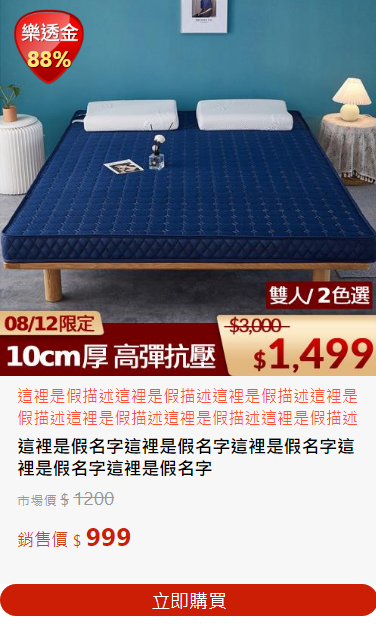 樂透金
88%
雙人/ 2色選
08/12限定
$3,000
10cm厚 高彈抗壓
$1,499
這裡是假描述這裡是假描述這裡是假描述這裡是
假描述這裡是假描述這裡是假描述這裡是假描述
這裡是假名字這裡是假名字這裡是假名字這
裡是假名字這裡是假名字
市場價 $ 1200
銷售價 $ 999
立即購買